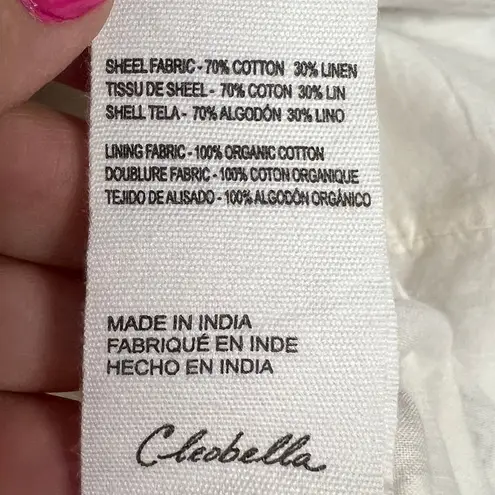 SHEEL FABRIC - 70% COTTON 30% LINEN
TISSU DE SHEEL - 70% COTON 30% LIN
SHELL TELA - 70% ALGODÓN 30% LINO
LINING FABRIC - 100% ORGANIC COTTON
DOUBLURE FABRIC - 100% COTON ORGANIQUE
TEJIDO DE ALISADO - 100% ALGODÓN ORGÁNICO
MADE IN INDIA
FABRIQUÉ EN INDE
HECHO EN INDIA
Cleobella